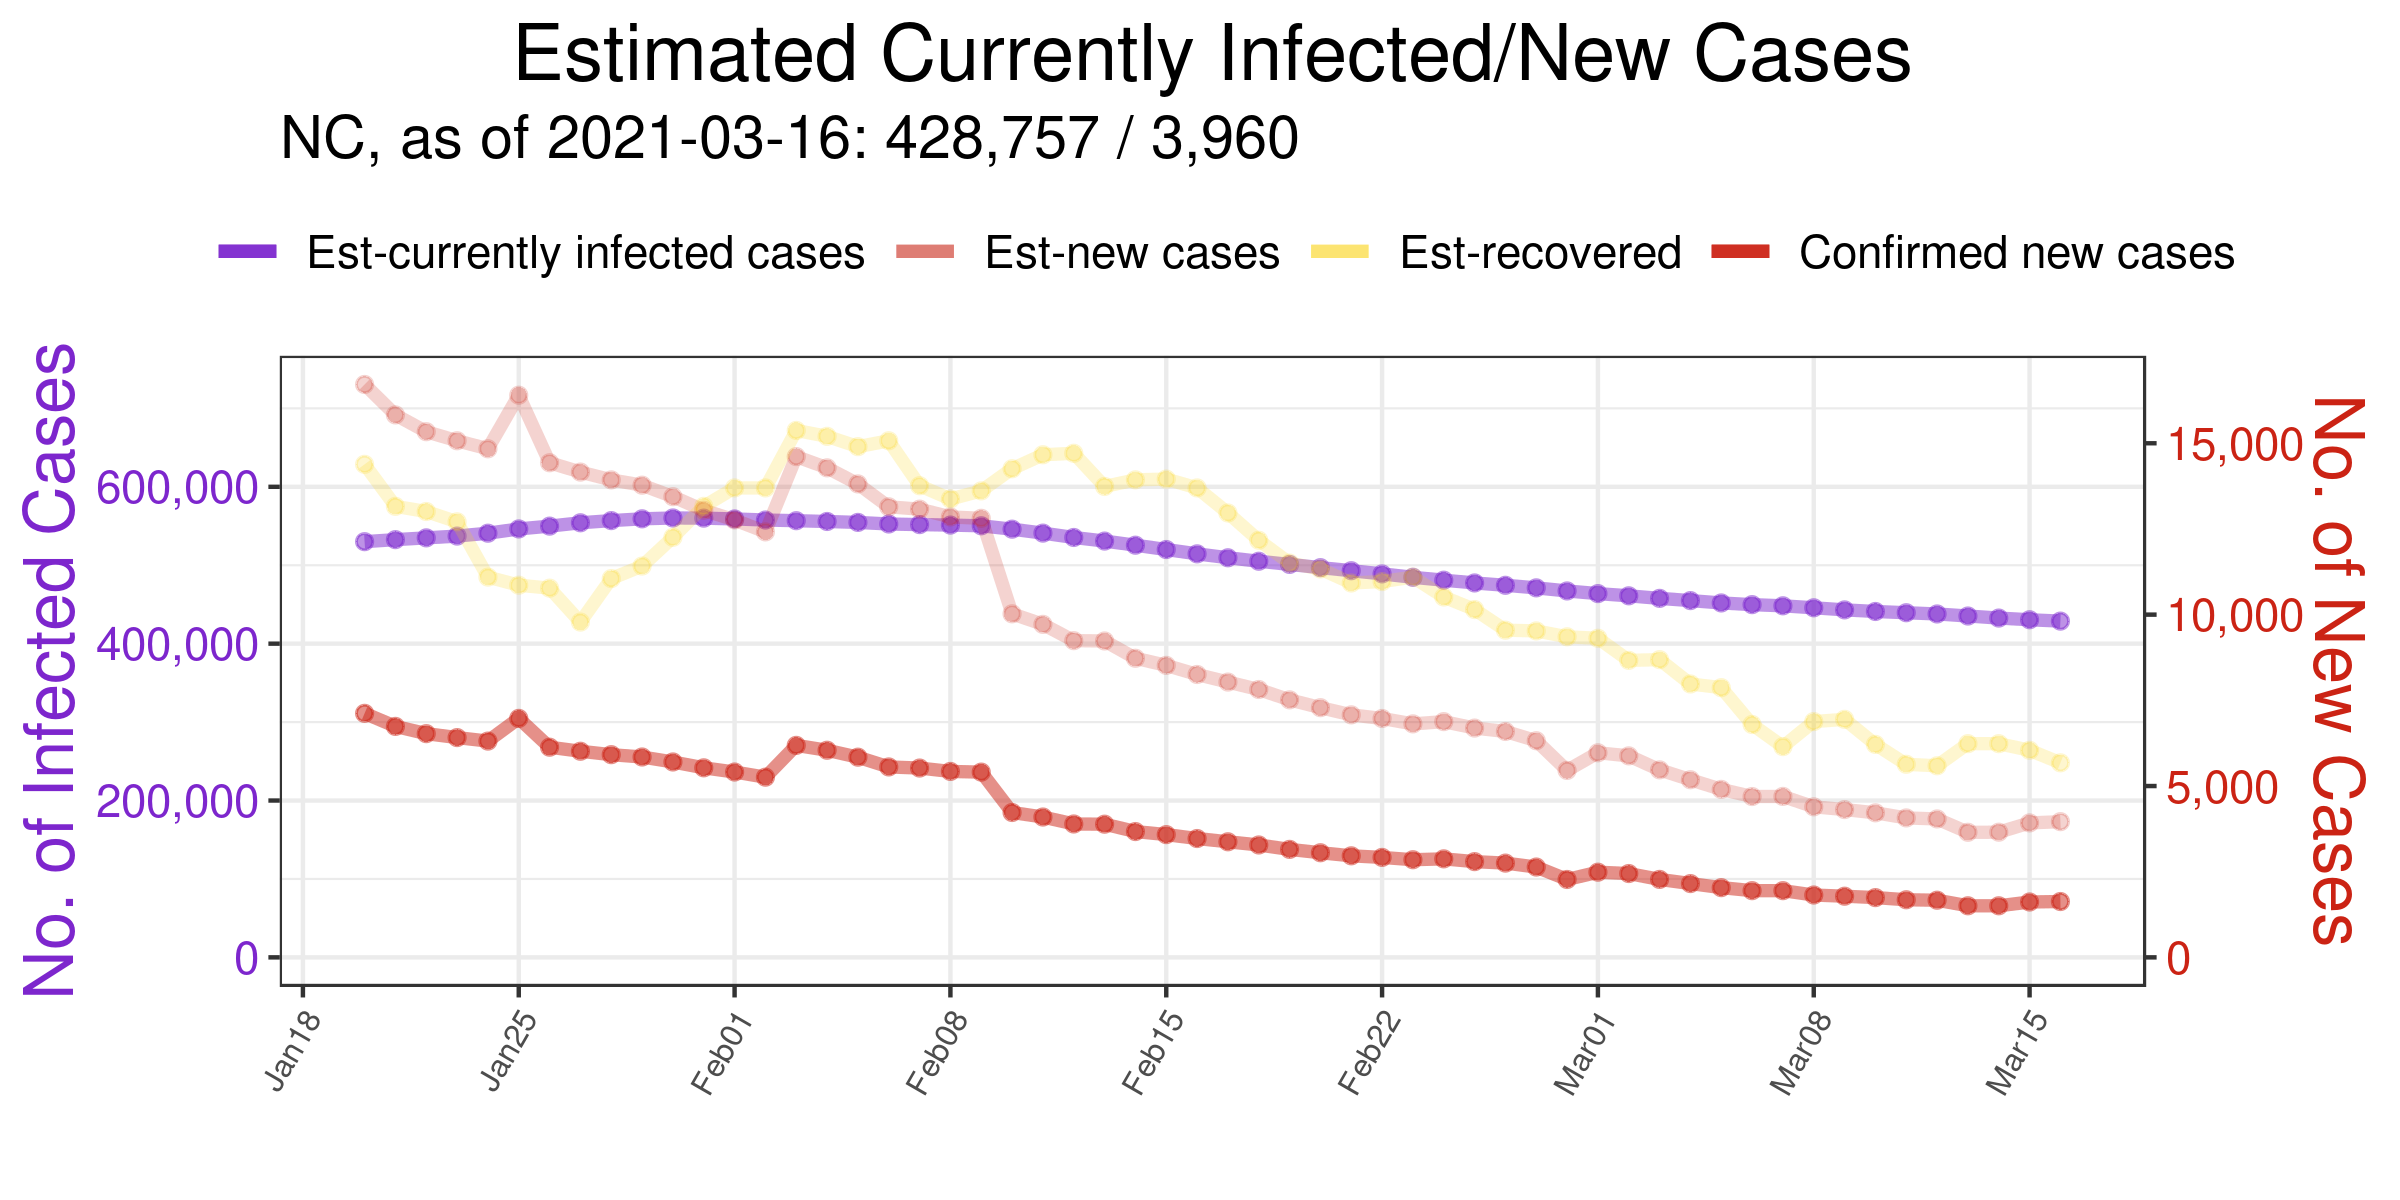 Estimated Currently Infected/New Cases
NC, as of 2021-03-16: 428,757 / 3,960
Est-currently infected cases Est-new cases Est-recovered Confirmed new cases
No. of Infected Cases
600,000
400,000
200,000
0
15,000
10,000
5,000
0
No. of New Cases
Jan18 Jan25 Feb01 Feb08 Feb15 Feb22 Mar01 Mar08 Mar15